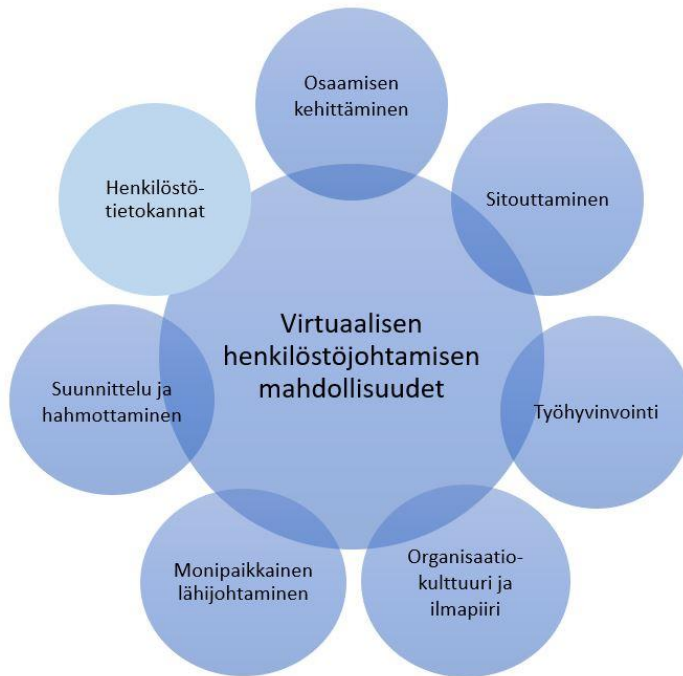 Osaamisen
kehittäminen
Sitouttaminen
Työhyvinvointi
Organisaatio-
kulttuuri ja
ilmapiiri
Monipaikkainen
lähijohtaminen
Suunnittelu ja
hahmottaminen
Henkilöstö-
tietokannat
Virtuaalisen
henkilöstöjohtamisen
mahdollisuudet